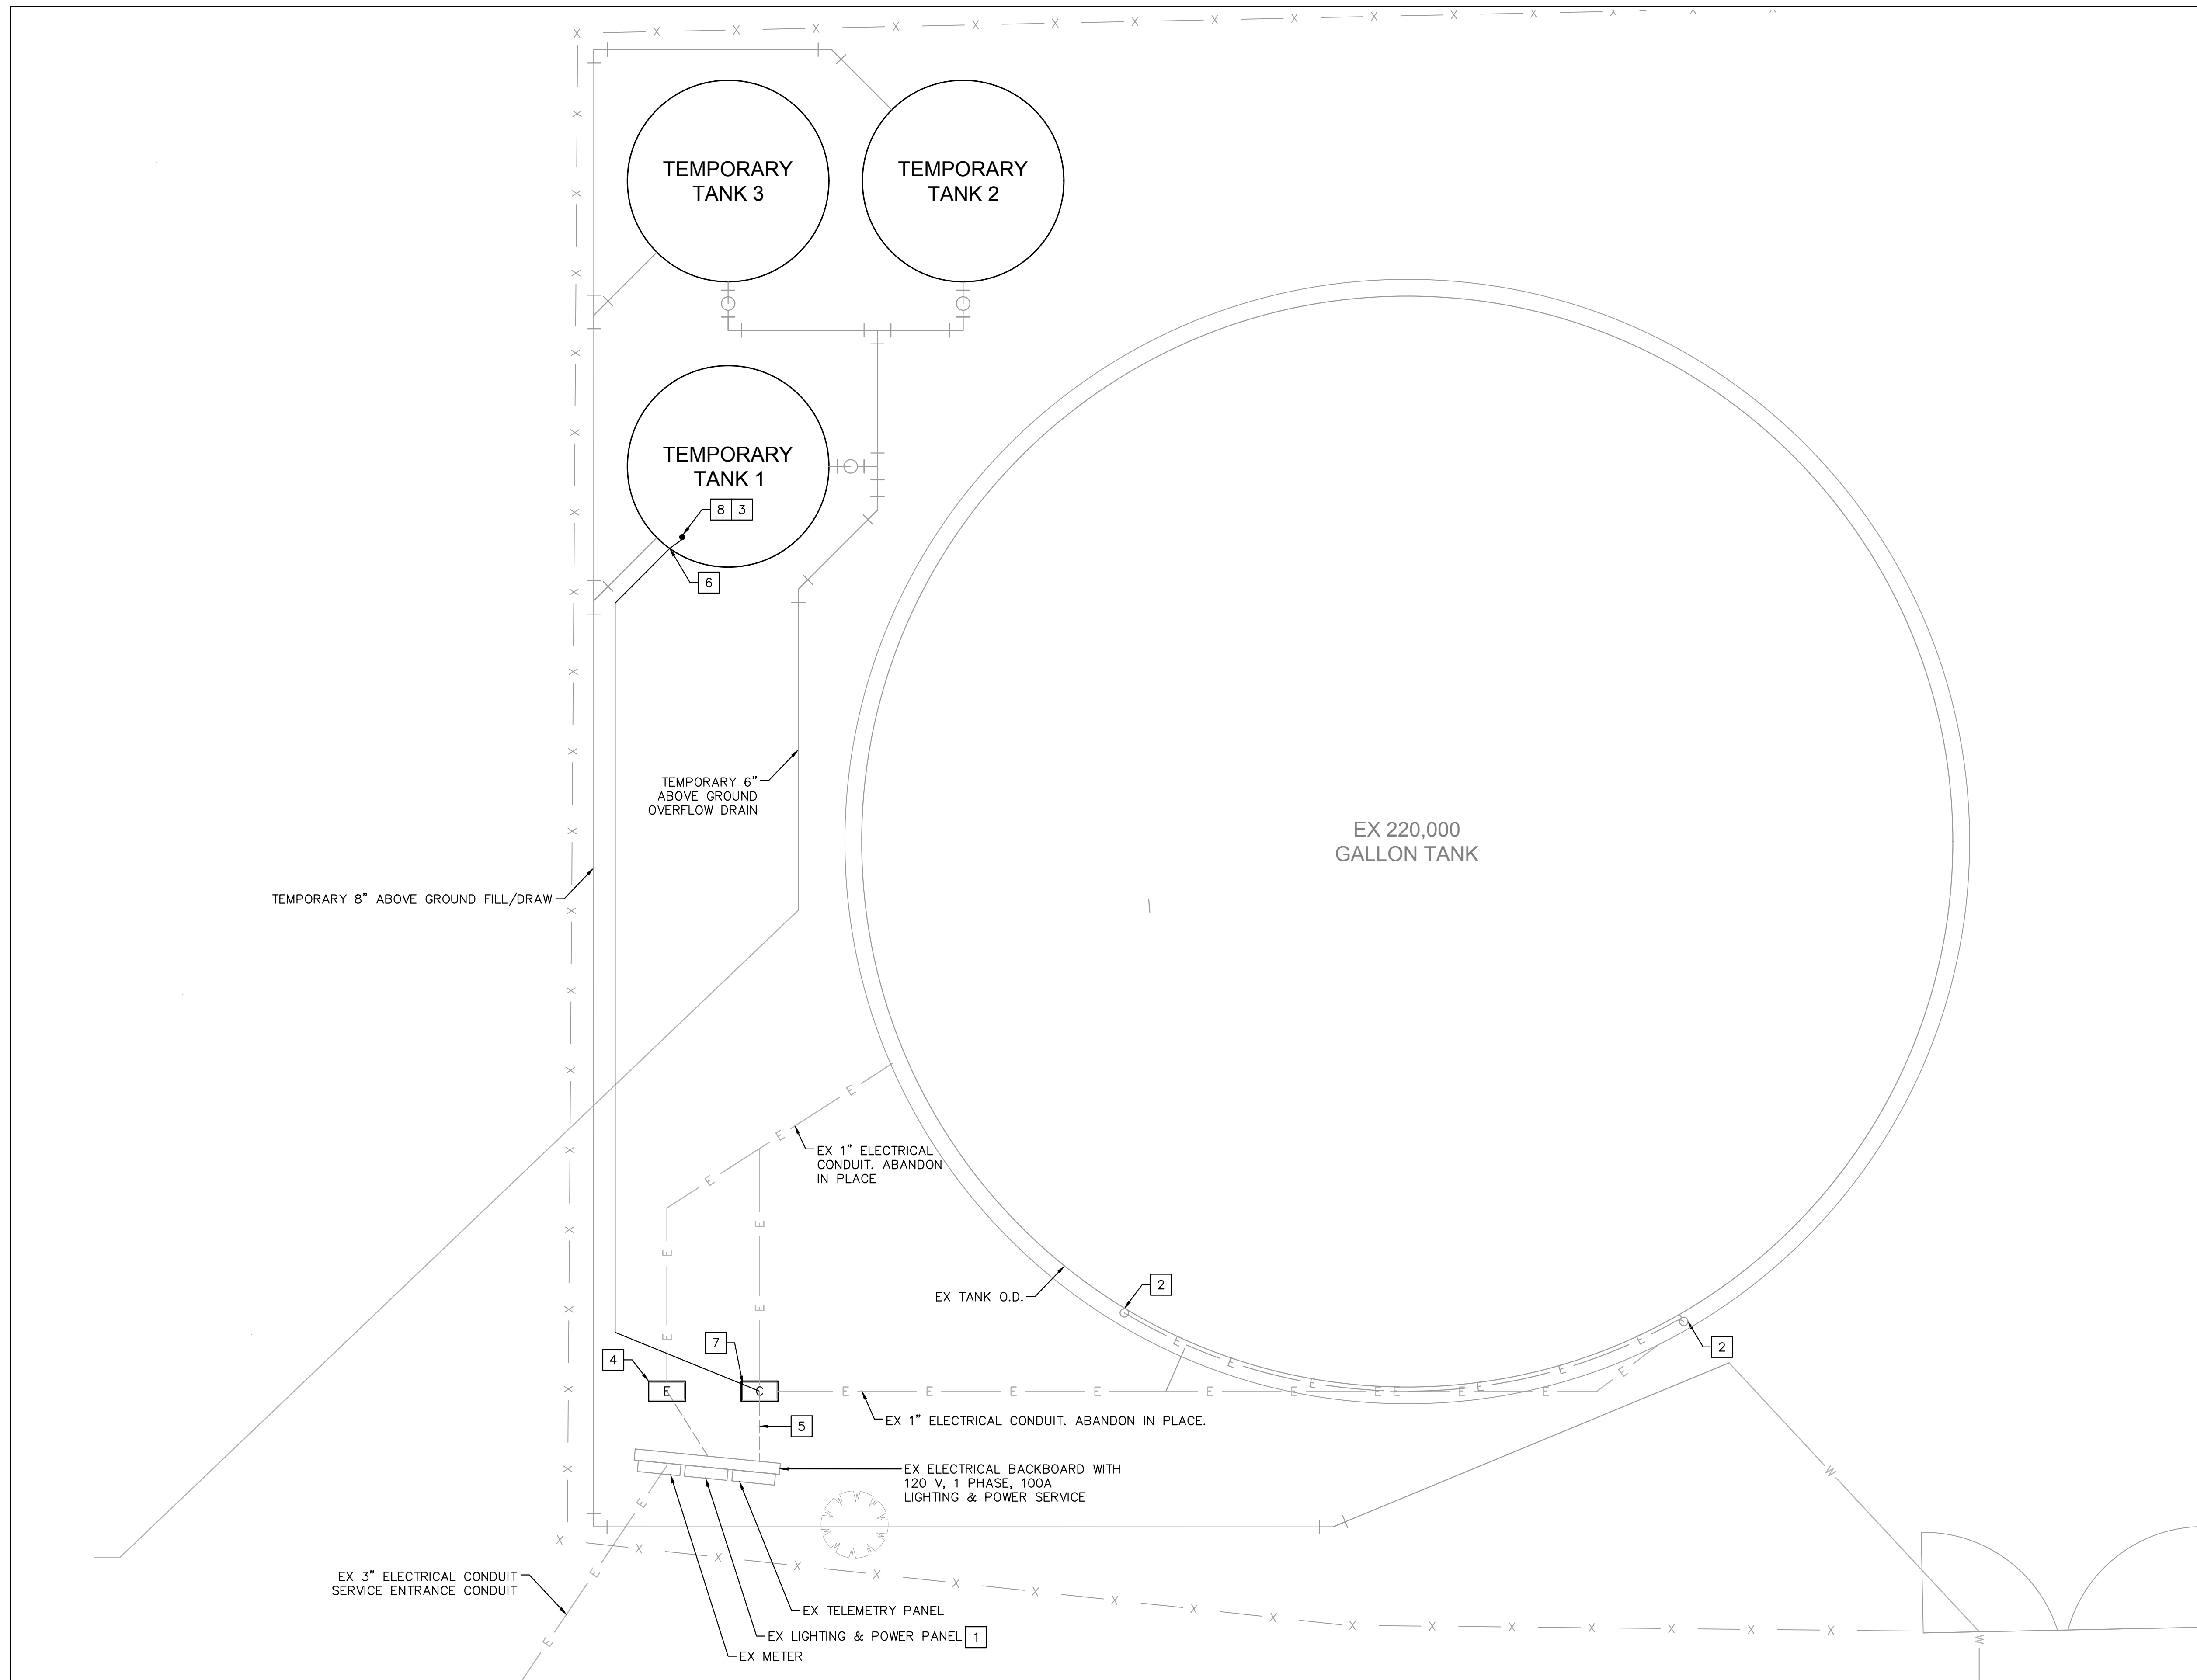 TEMPORARY
TANK 3
TEMPORARY
TANK 2
TEMPORARY
TANK 1
8 3
6
TEMPORARY 6"
ABOVE GROUND
OVERFLOW DRAIN
EX 220,000
GALLON TANK
TEMPORARY 8" ABOVE GROUND FILL/DRAW
EX 1" ELECTRICAL
CONDUIT. ABANDON
IN PLACE
EX TANK O.D.
2
2
7
4
E
C
EX 1" ELECTRICAL CONDUIT. ABANDON IN PLACE.
5
EX ELECTRICAL BACKBOARD WITH
120 V, 1 PHASE, 100A
LIGHTING & POWER SERVICE
EX 3" ELECTRICAL CONDUIT
SERVICE ENTRANCE CONDUIT
EX TELEMETRY PANEL
EX LIGHTING & POWER PANEL 1
EX METER